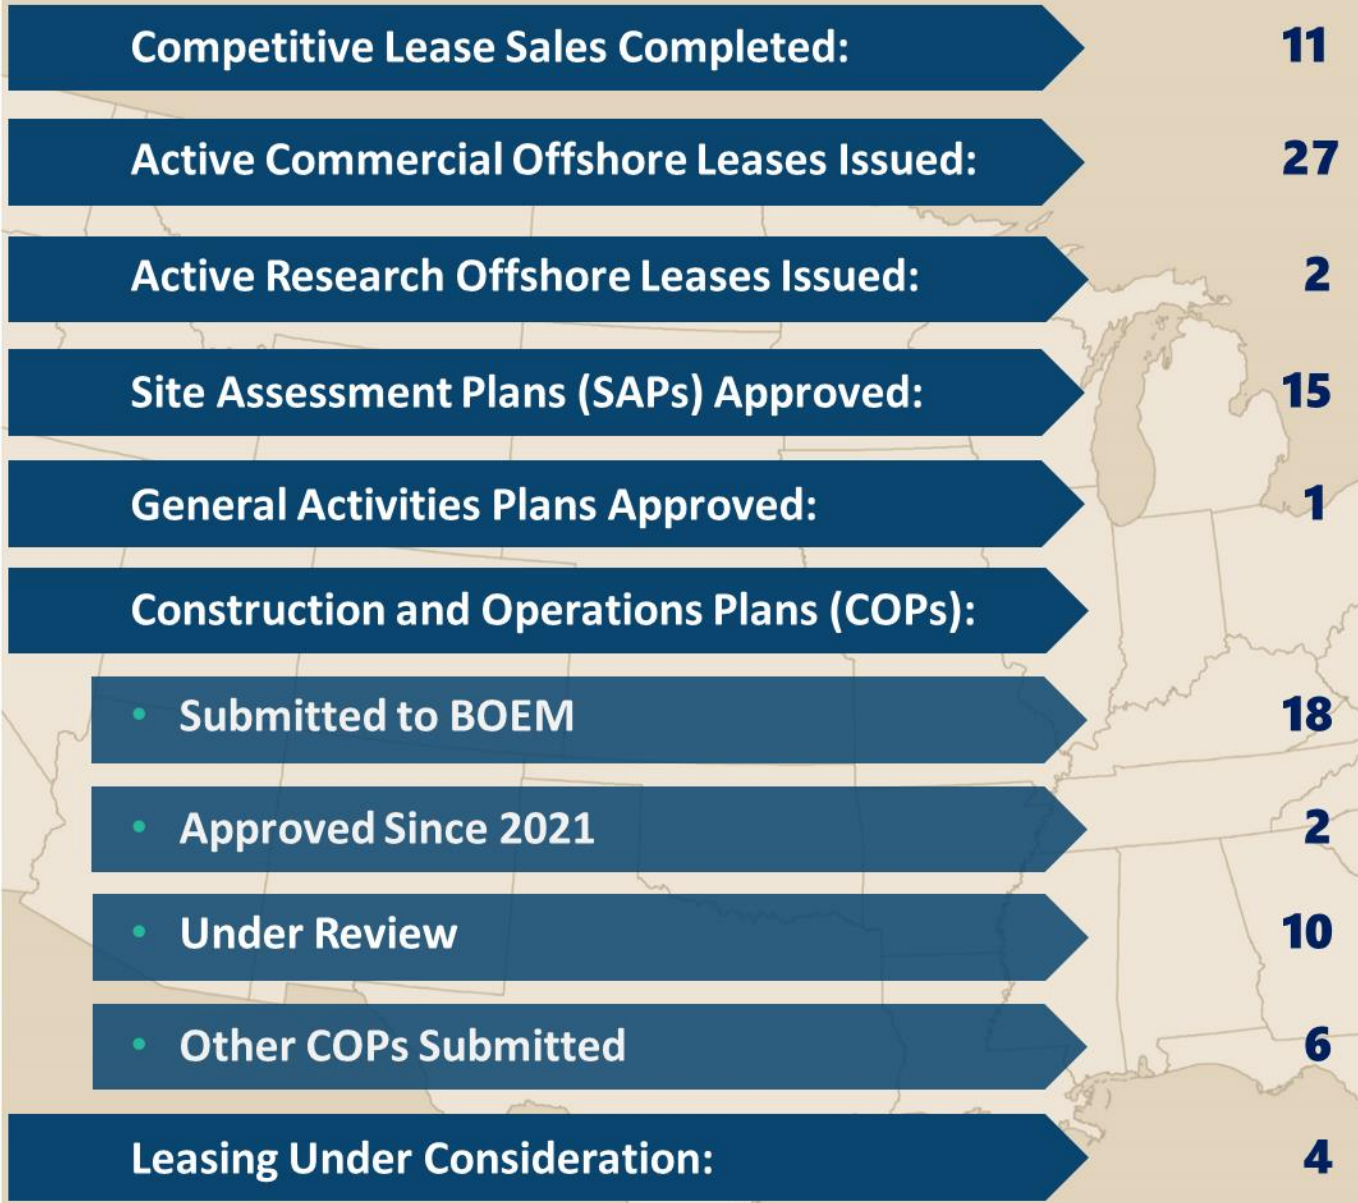 Competitive Lease Sales Completed: 11
Active Commercial Offshore Leases Issued: 27
Active Research Offshore Leases Issued: 2
Site Assessment Plans (SAPs) Approved: 15
General Activities Plans Approved: 1
Construction and Operations Plans (COPs):
• Submitted to BOEM 18
• Approved Since 2021 2
• Under Review 10
• Other COPs Submitted 6
Leasing Under Consideration: 4